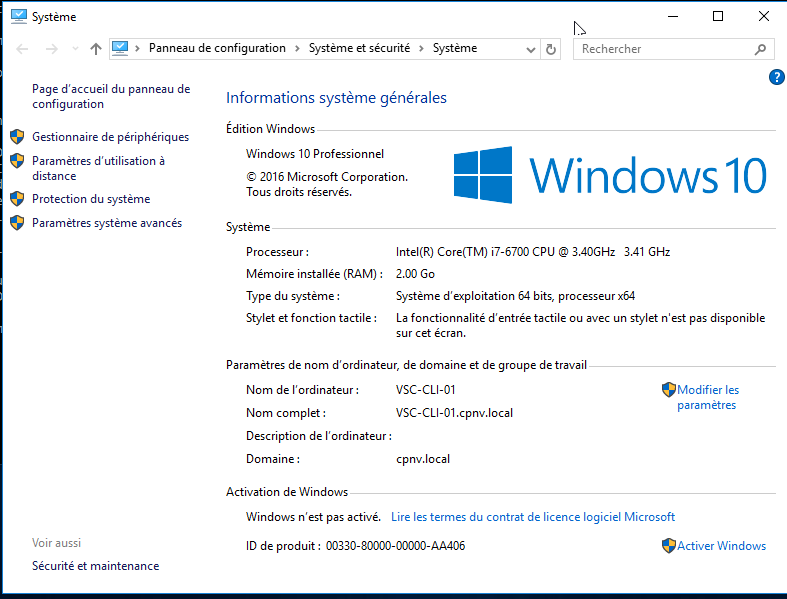 Système
Panneau de configuration > Système et sécurité > Système
Rechercher
?
Page d'accueil du panneau de
configuration
Gestionnaire de périphériques
Paramètres d'utilisation à
distance
Protection du système
Paramètres système avancés
Informations système générales
Édition Windows
Windows 10 Professionnel
© 2016 Microsoft Corporation.
Tous droits réservés.
Windows 10
Système
Processeur : Intel(R) Core(TM) i7-6700 CPU @ 3.40GHz 3.41 GHz
Mémoire installée (RAM) : 2.00 Go
Type du système : Système d'exploitation 64 bits, processeur x64
Stylet et fonction tactile : La fonctionnalité d'entrée tactile ou avec un stylet n'est pas disponible
sur cet écran.
Paramètres de nom d'ordinateur, de domaine et de groupe de travail
Nom de l'ordinateur : VSC-CLI-01
Modifier les
paramètres
Nom complet : VSC-CLI-01.cpnv.local
Description de l'ordinateur :
Domaine : cpnv.local
Activation de Windows
Windows n'est pas activé. Lire les termes du contrat de licence logiciel Microsoft
ID de produit : 00330-80000-00000-AA406
Activer Windows
Voir aussi
Sécurité et maintenance